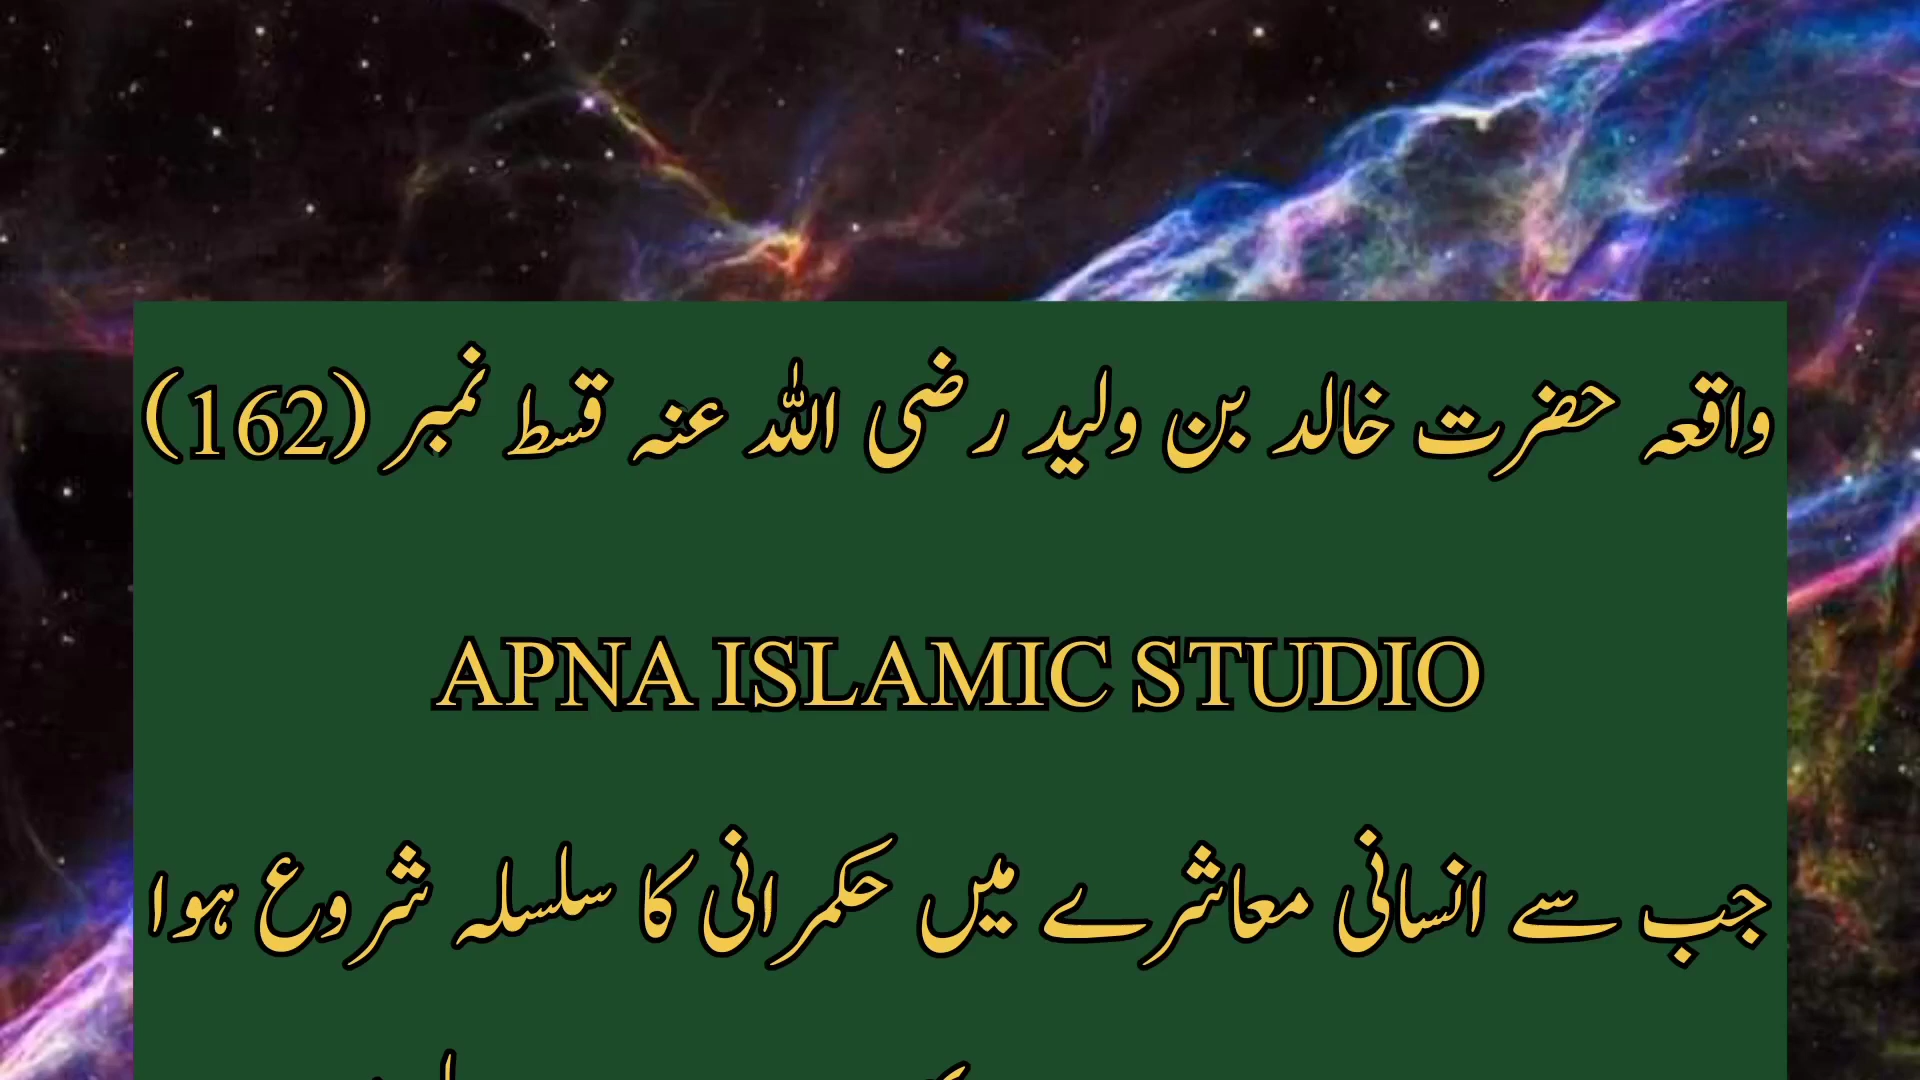 واقعہ حضرت خالد بن ولید رضی اللہ عنہ قسط نمبر (162)
APNA ISLAMIC STUDIO
جب سے انسانی معاشرے میں حکمرانی کا سلسلہ شروع ہوا